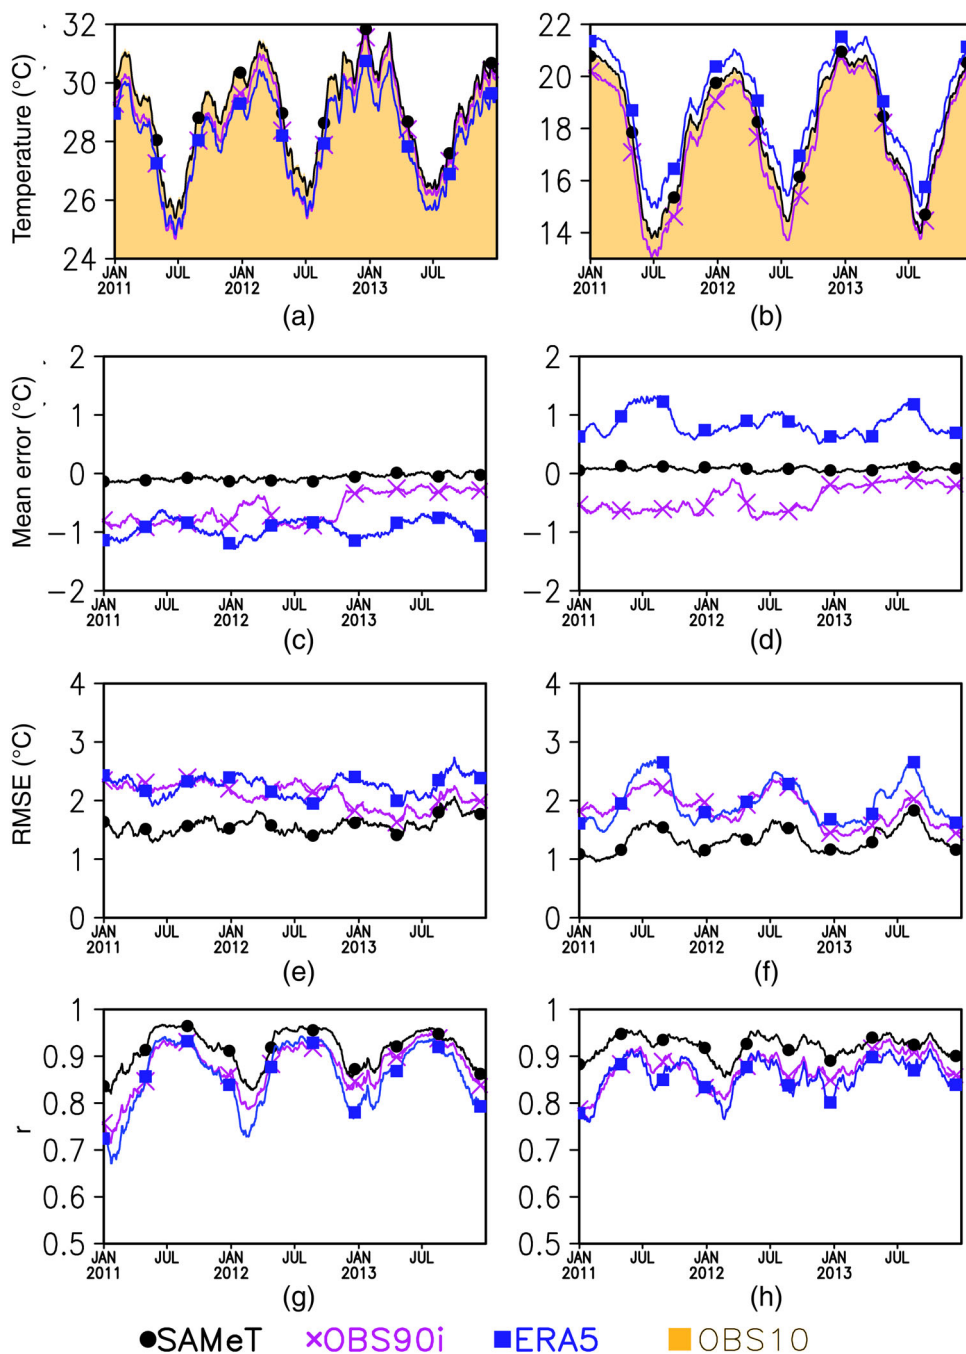 Temperature (°C)
32
30
28
26
24
JAN
2011
JUL
JAN
2012
JUL
JAN
2013
JUL
(a)
22
20
18
16
14
JAN
2011
JUL
JAN
2012
JUL
JAN
2013
JUL
(b)
Mean error (°C)
2
1
0
−1
−2
JAN
2011
JUL
JAN
2012
JUL
JAN
2013
JUL
(c)
2
1
0
−1
−2
JAN
2011
JUL
JAN
2012
JUL
JAN
2013
JUL
(d)
RMSE (°C)
4
3
2
1
0
JAN
2011
JUL
JAN
2012
JUL
JAN
2013
JUL
(e)
4
3
2
1
0
JAN
2011
JUL
JAN
2012
JUL
JAN
2013
JUL
(f)
r
1
0.9
0.8
0.7
0.6
0.5
JAN
2011
JUL
JAN
2012
JUL
JAN
2013
JUL
(g)
1
0.9
0.8
0.7
0.6
0.5
JAN
2011
JUL
JAN
2012
JUL
JAN
2013
JUL
(h)
SAMeT OBS90i ERA5 OBS10